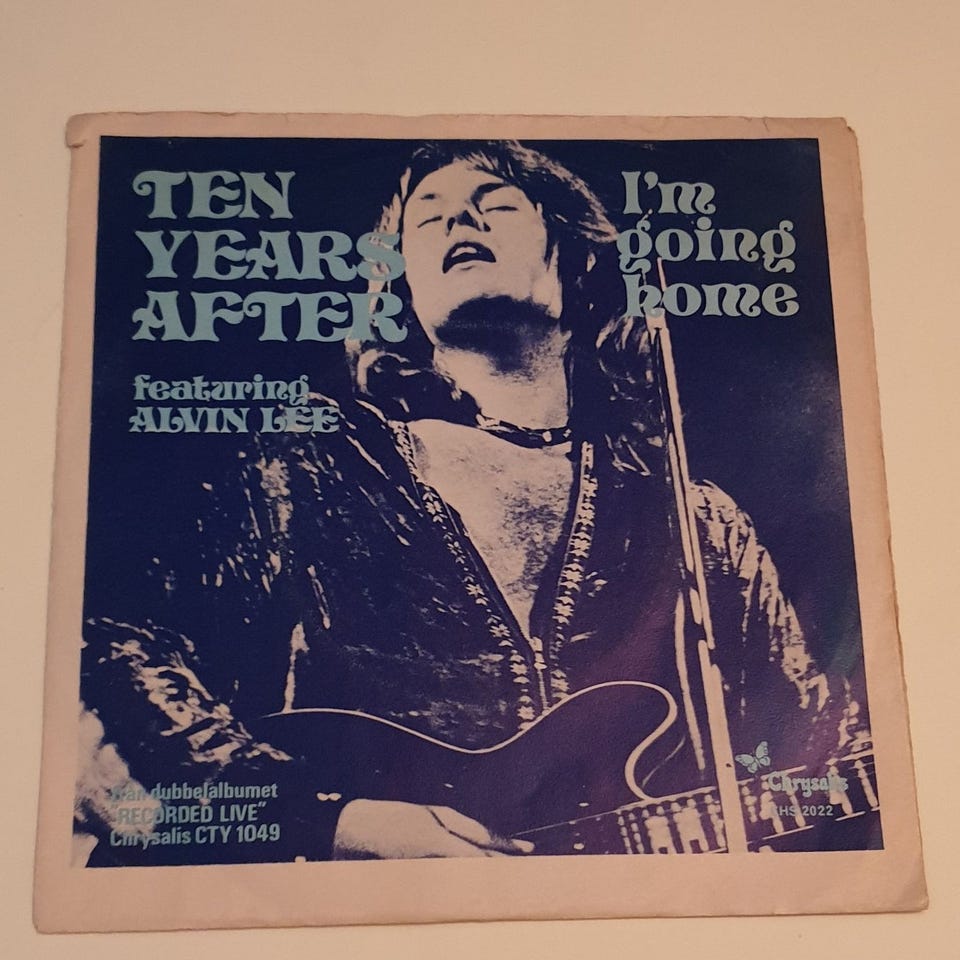 TEN
YEARS
AFTER
featuring
ALVIN LEE
I'm
going
home
från dubbelalbumet
"RECORDED LIVE"
Chrysalis CTY 1049
Chrysalis
CHS 2022